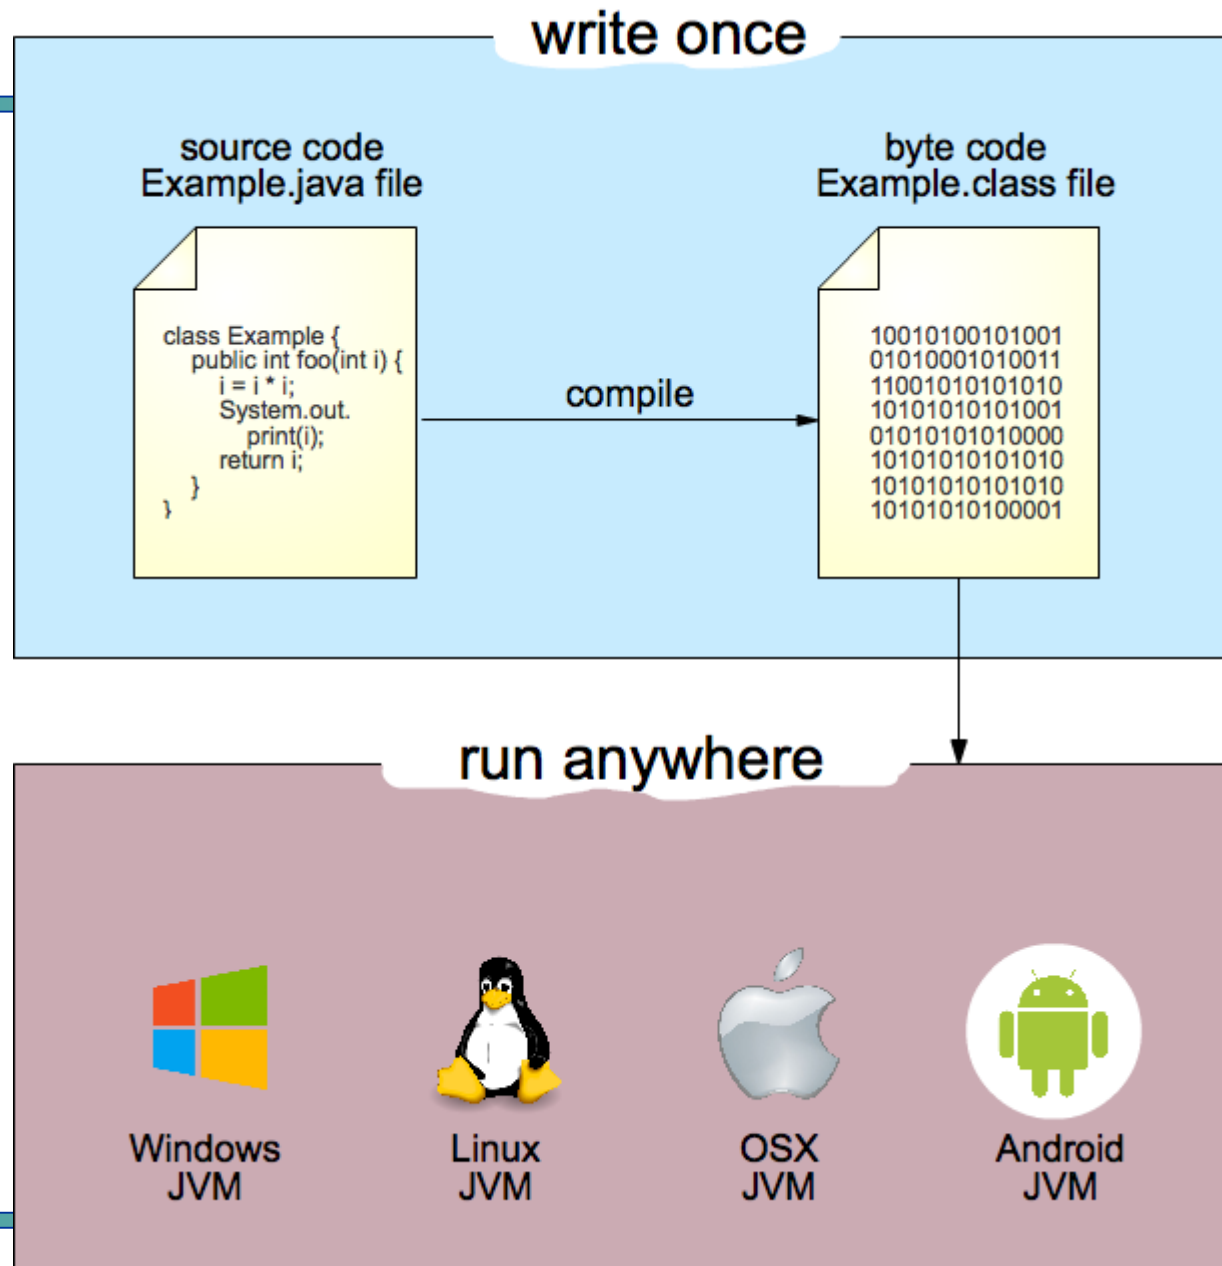 write once
source code
Example.java file
byte code
Example.class file
class Example {
public int foo(int i) {
i = i * i;
System.out.
print(i);
return i;
}
}
compile
10010100101001
01010001010011
11001010101010
10101010101001
01010101010000
10101010101010
10101010101010
10101010100001
run anywhere
Windows
JVM
Linux
JVM
OSX
JVM
Android
JVM